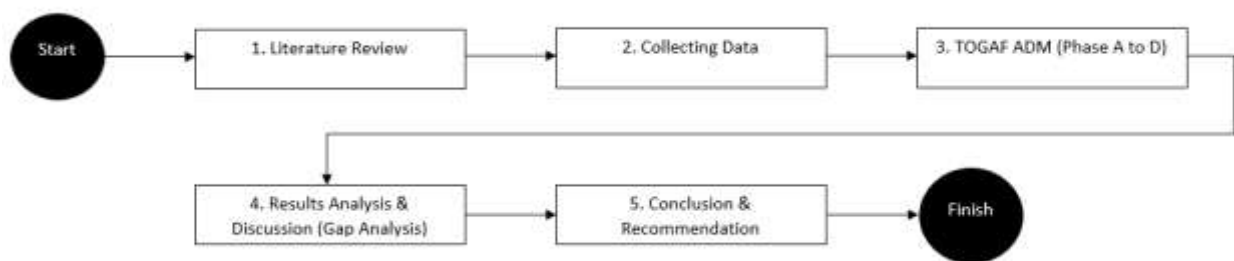 Start
1. Literature Review
2. Collecting Data
3. TOGAF ADM (Phase A to D)
4. Results Analysis &
Discussion (Gap Analysis)
5. Conclusion &
Recommendation
Finish